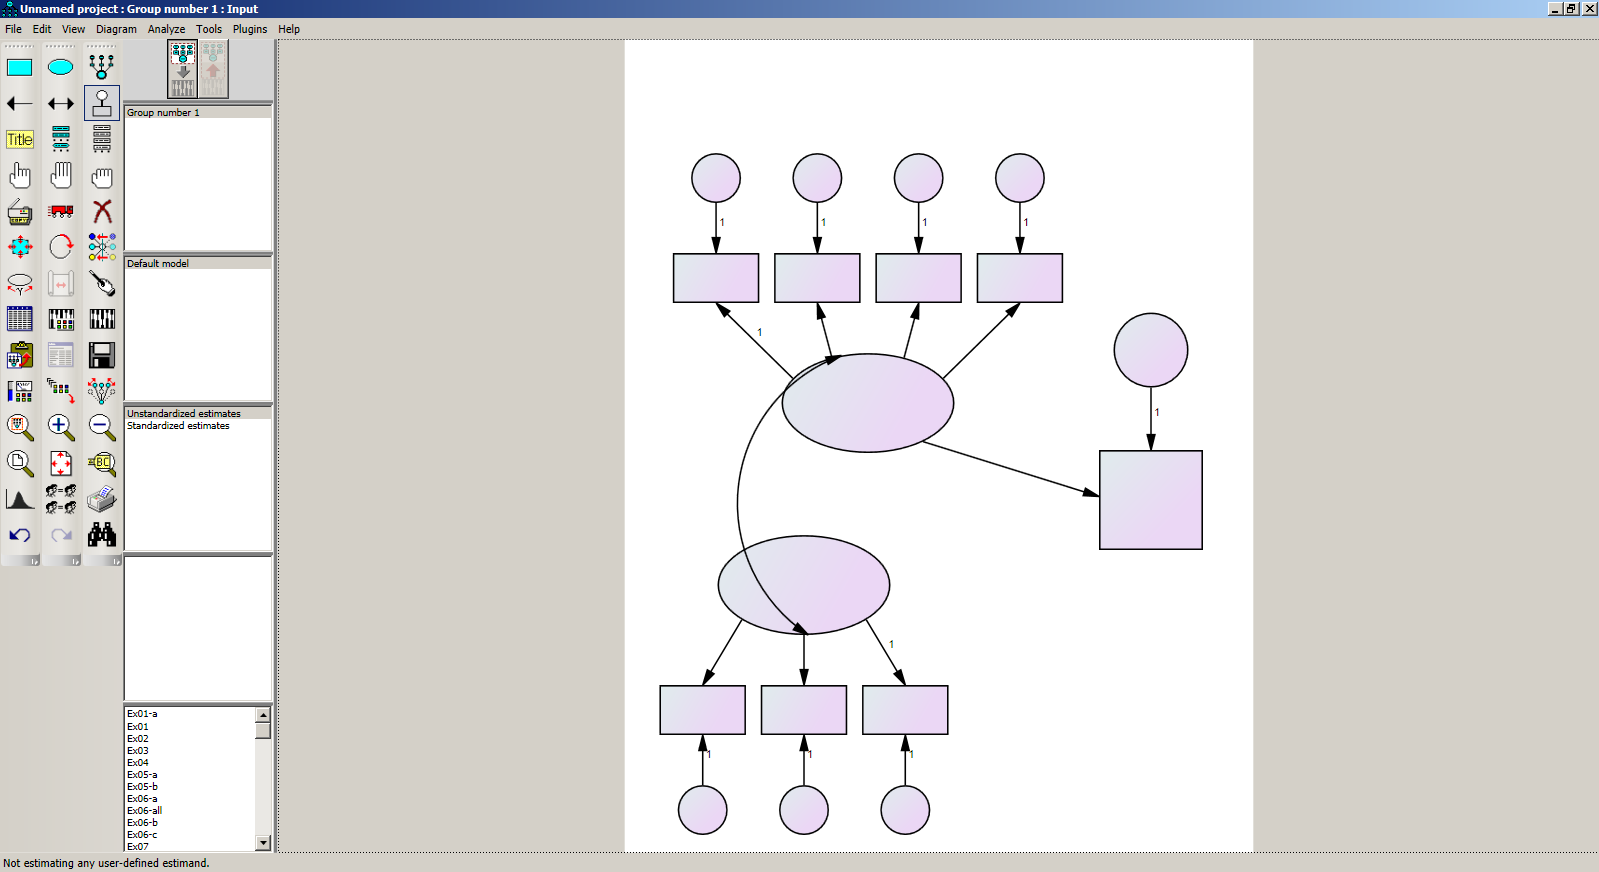 Unnamed project : Group number 1 : Input
File Edit View Diagram Analyze Tools Plugins Help
Title
Group number 1
Default model
Unstandardized estimates
Standardized estimates
Ex01-a
Ex01
Ex02
Ex03
Ex04
Ex05-a
Ex05-b
Ex06-a
Ex06-all
Ex06-b
Ex06-c
Ex07
1 1 1 1
1
1
1
1 1 1
Not estimating any user-defined estimand.